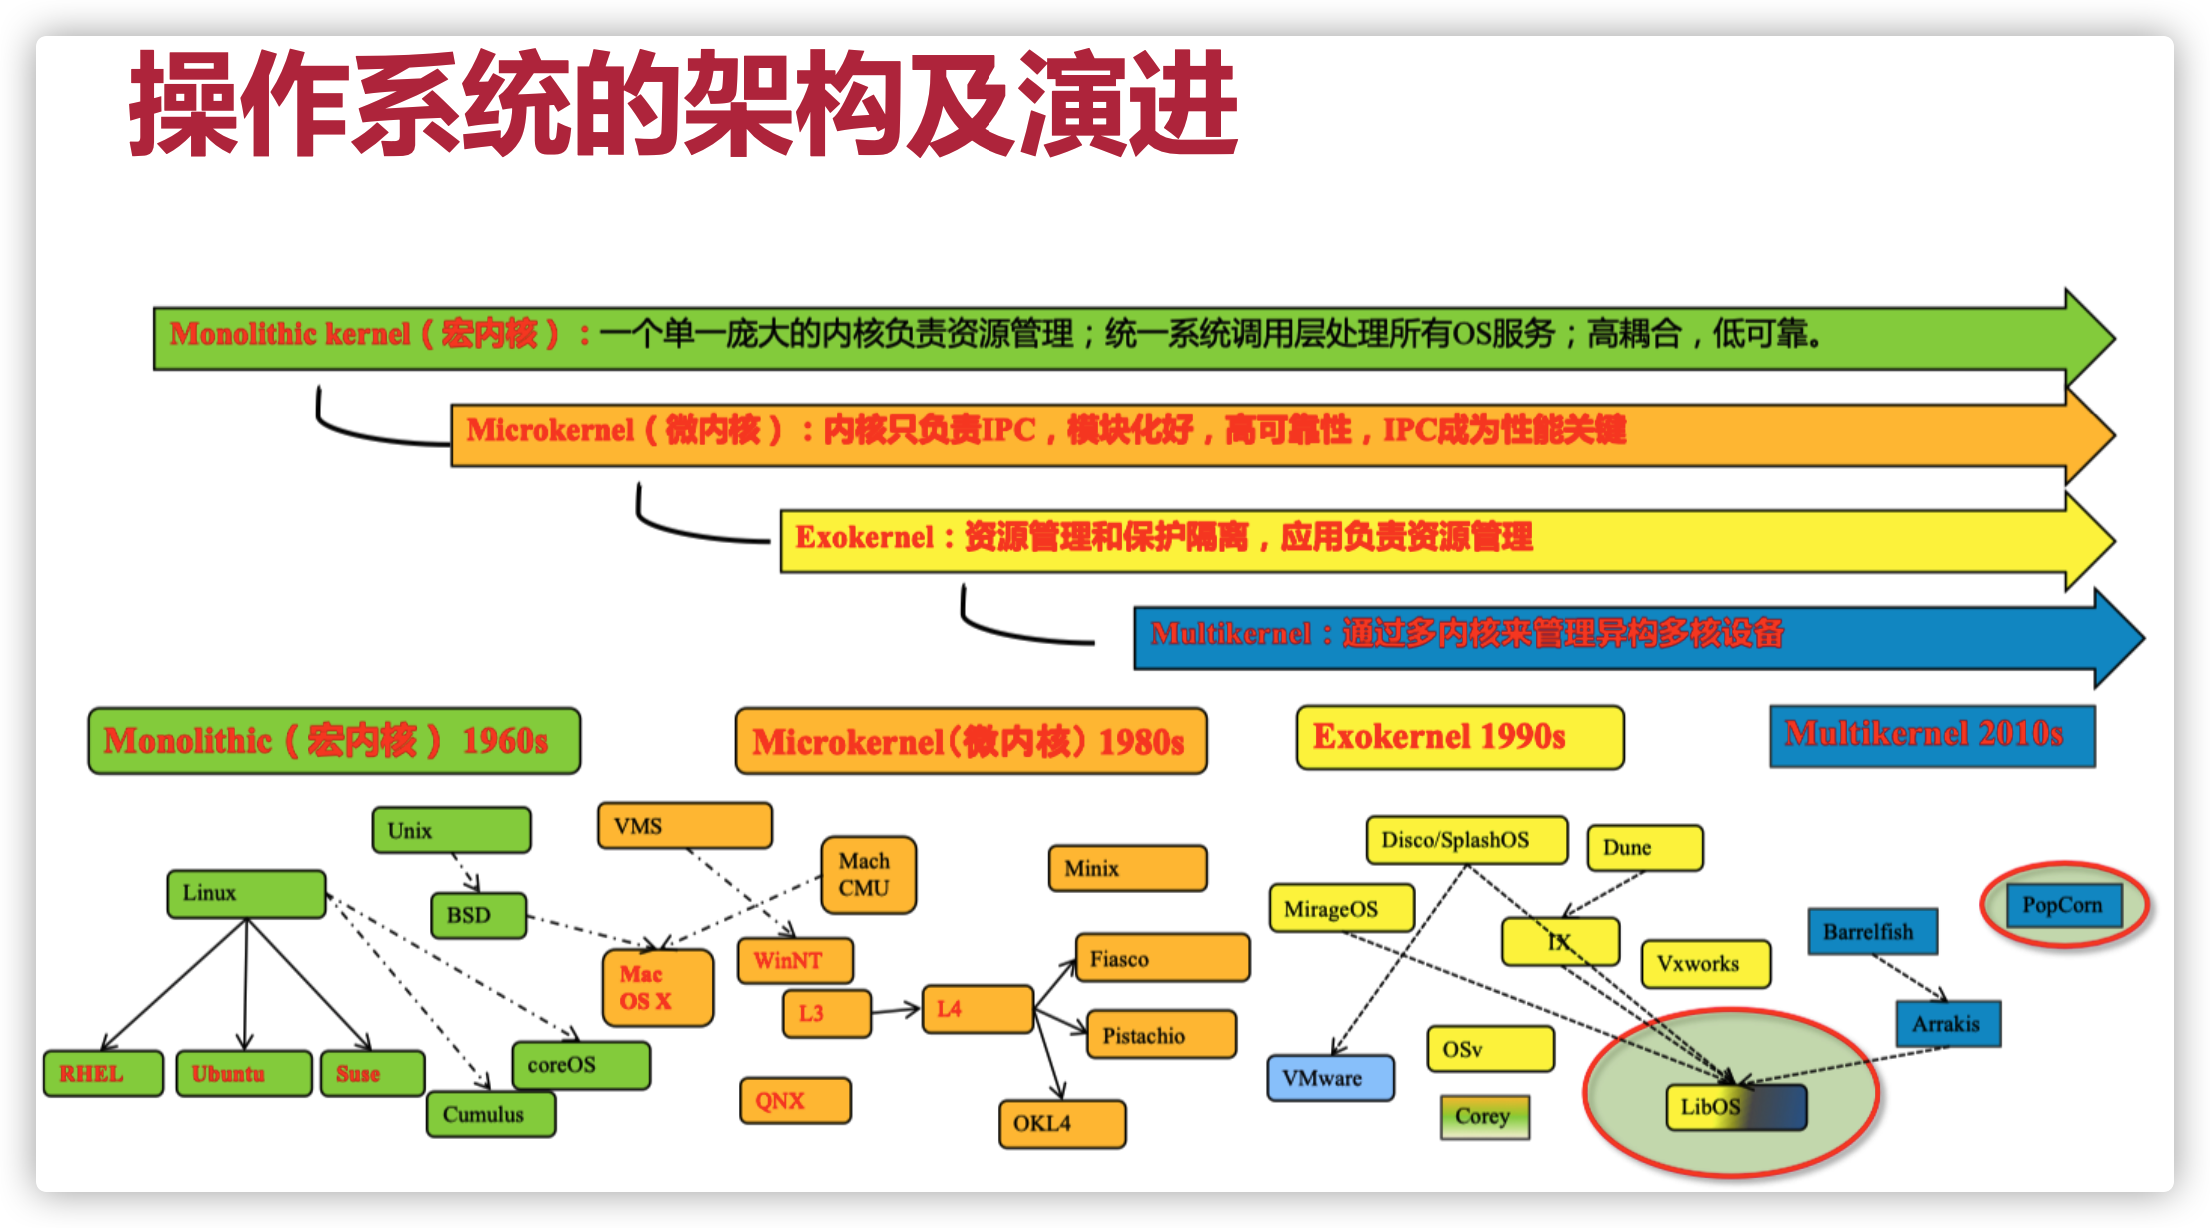 操作系统的架构及演进
Monolithic kernel（宏内核）：一个单一庞大的内核负责资源管理；统一系统调用层处理所有OS服务；高耦合，低可靠。
Microkernel（微内核）：内核只负责IPC，模块化好，高可靠性，IPC成为性能关键
Exokernel：资源管理和保护隔离，应用负责资源管理
Multikernel：通过多内核来管理异构多核设备
Monolithic（宏内核） 1960s
Microkernel（微内核） 1980s
Exokernel 1990s
Multikernel 2010s
Unix
VMS
Mach
CMU
Minix
Disco/SplashOS
Dune
Linux
BSD
MirageOS
IX
PopCorn
Barrelfish
Mac
OS X
WinNT
Fiasco
Vxworks
L3
L4
Pistachio
Arrakis
RHEL
Ubuntu
Suse
coreOS
Cumulus
QNX
OKL4
VMware
OSv
Corey
LibOS